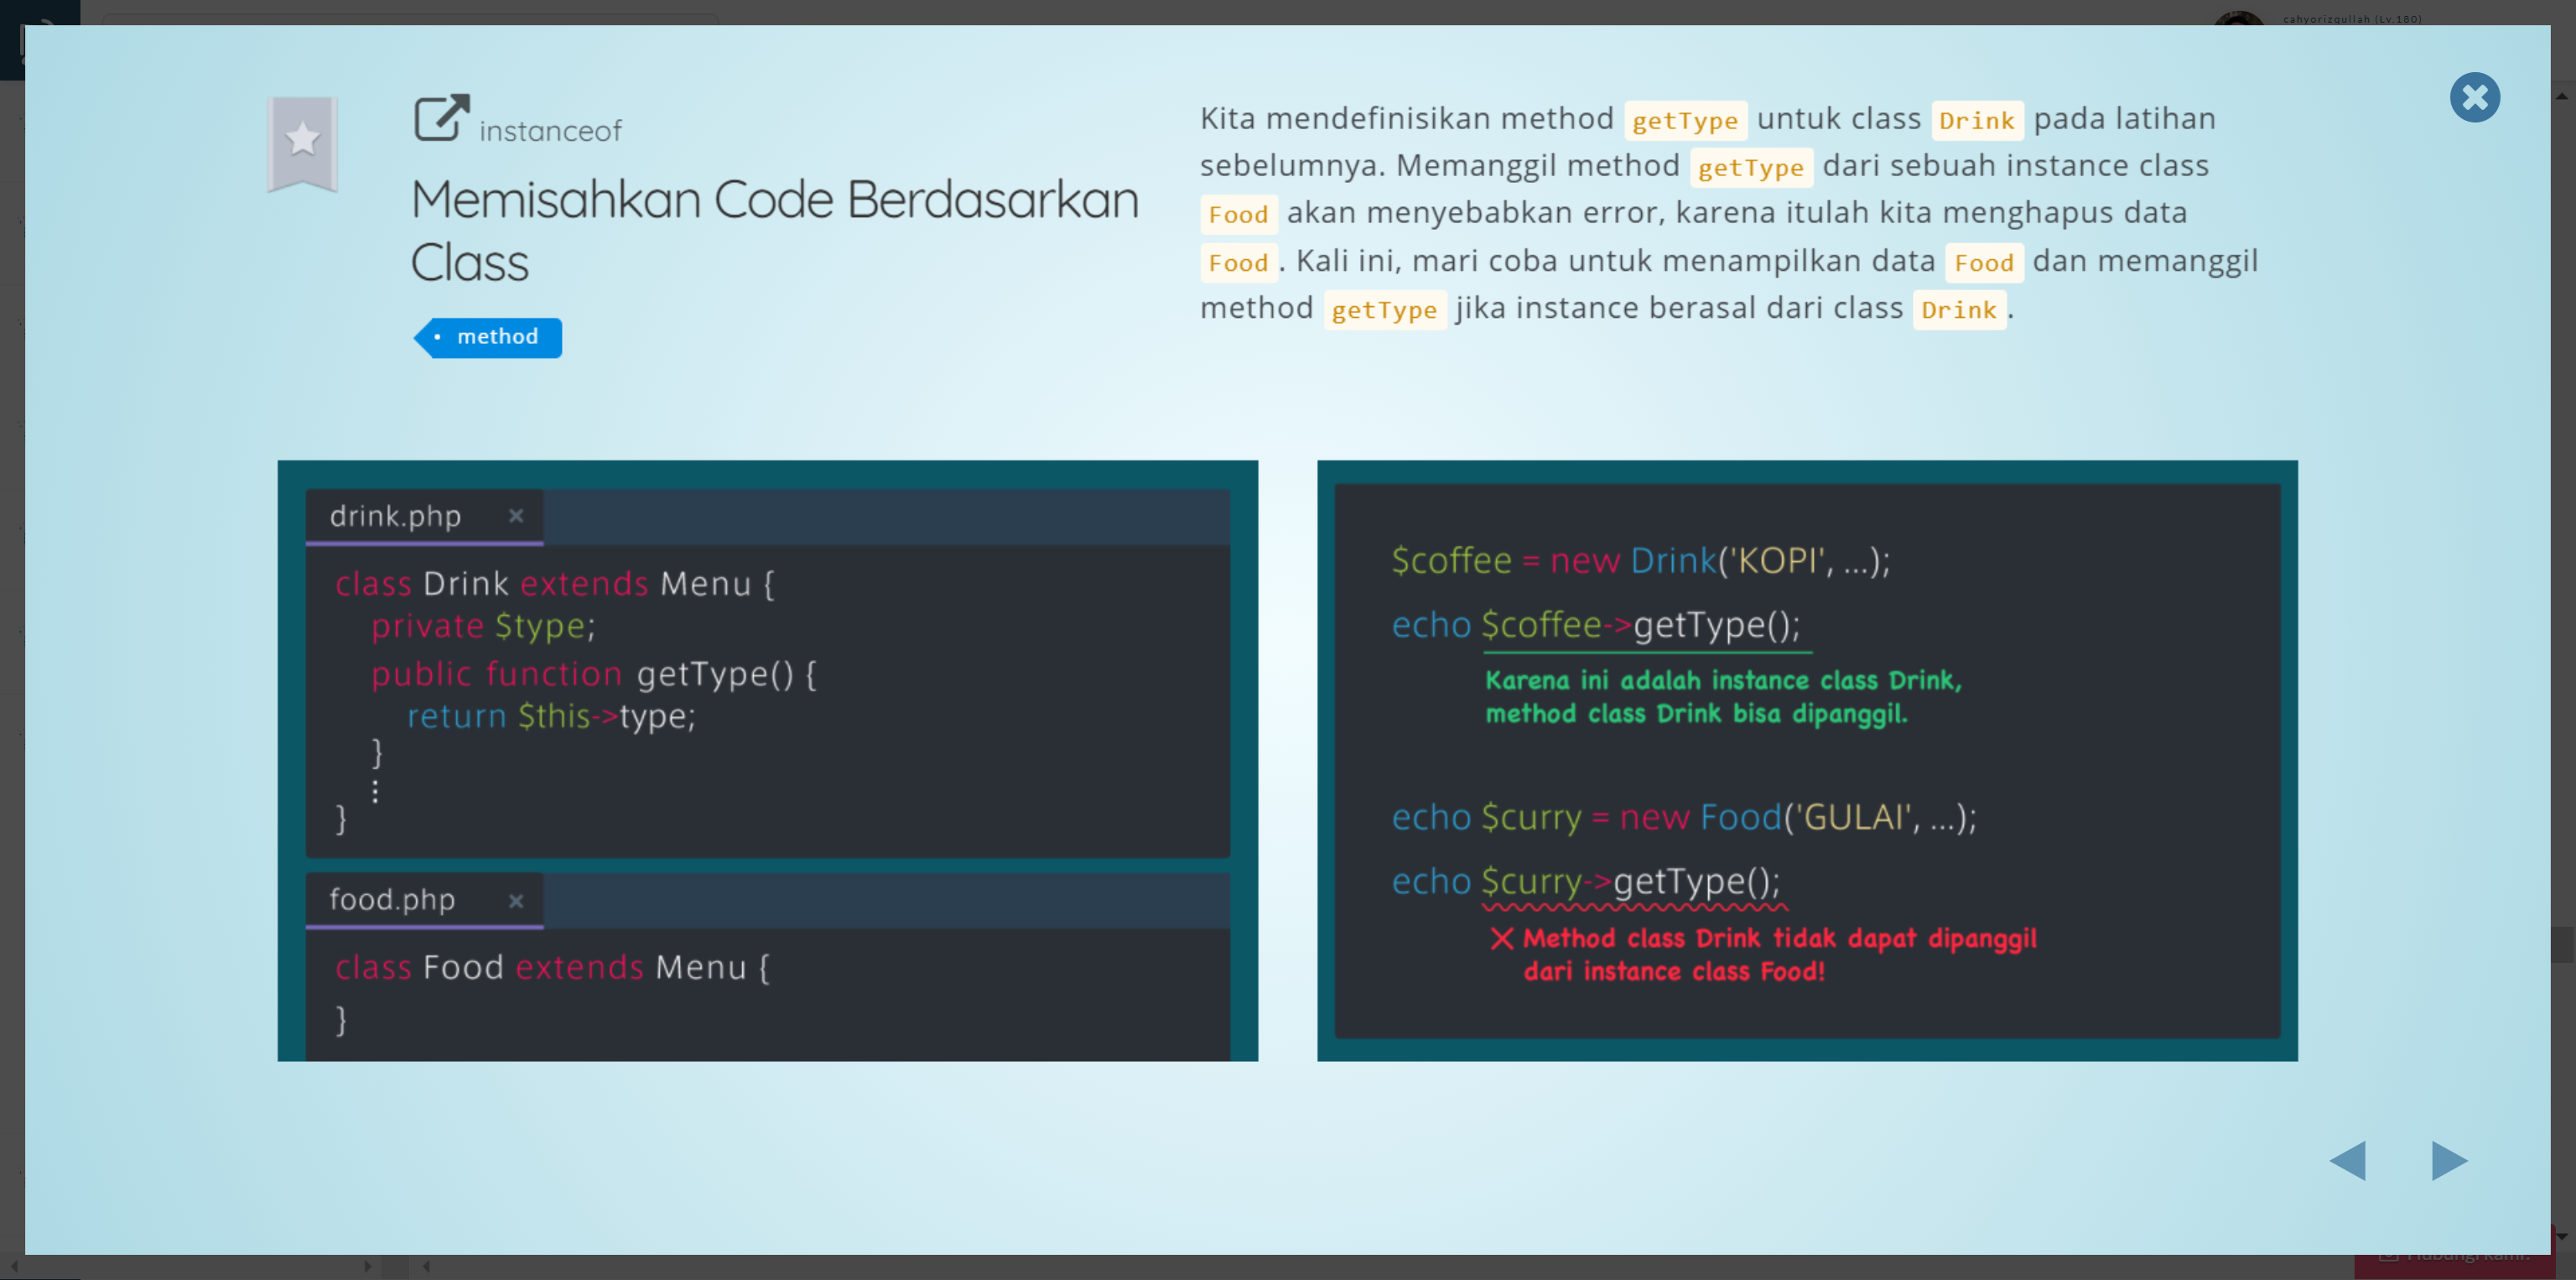 cahyorizqullah (Lv.180)
instanceof
Memisahkan Code Berdasarkan
Class
method
Kita mendefinisikan method getType untuk class Drink pada latihan
sebelumnya. Memanggil method getType dari sebuah instance class
Food akan menyebabkan error, karena itulah kita menghapus data
Food. Kali ini, mari coba untuk menampilkan data Food dan memanggil
method getType jika instance berasal dari class Drink.
drink.php ×
class Drink extends Menu {
private $type;
public function getType() {
return $this->type;
}
⋮
}
food.php ×
class Food extends Menu {
}
$coffee = new Drink('KOPI', ...);
echo $coffee->getType();
Karena ini adalah instance class Drink,
method class Drink bisa dipanggil.
echo $curry = new Food('GULAI', ...);
echo $curry->getType();
× Method class Drink tidak dapat dipanggil
dari instance class Food!